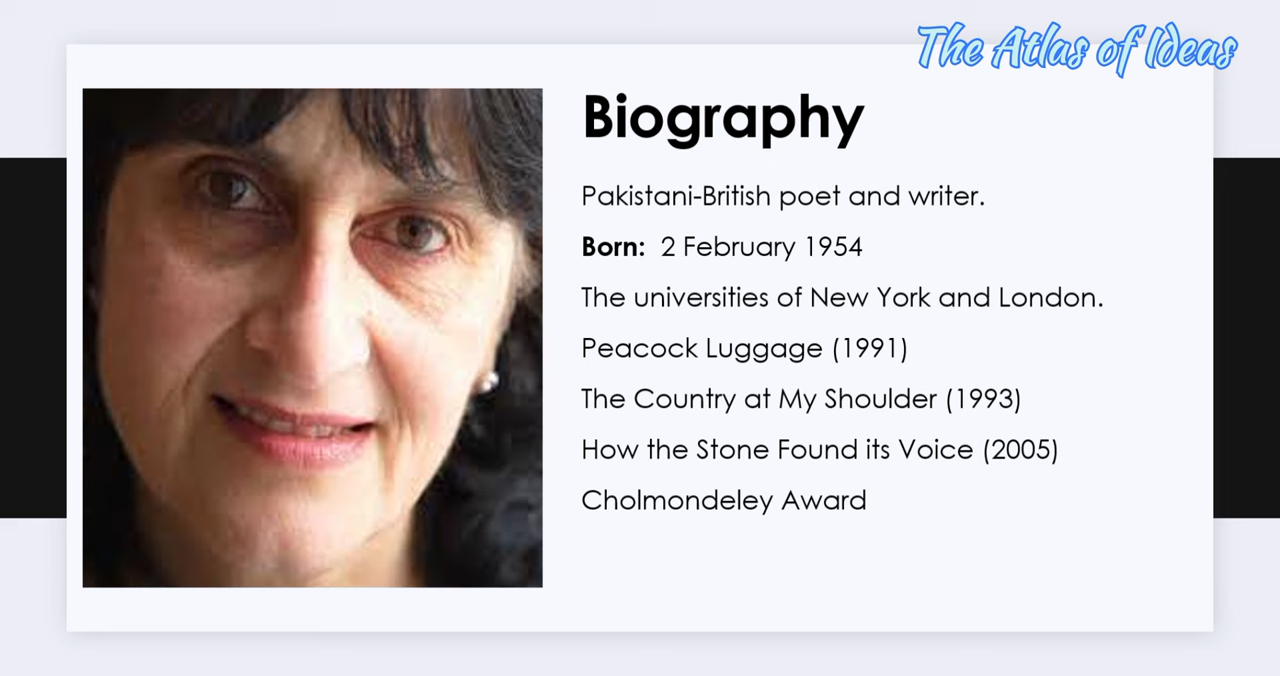 The Atlas of Ideas
Biography
Pakistani-British poet and writer.
Born: 2 February 1954
The universities of New York and London.
Peacock Luggage (1991)
The Country at My Shoulder (1993)
How the Stone Found its Voice (2005)
Cholmondeley Award